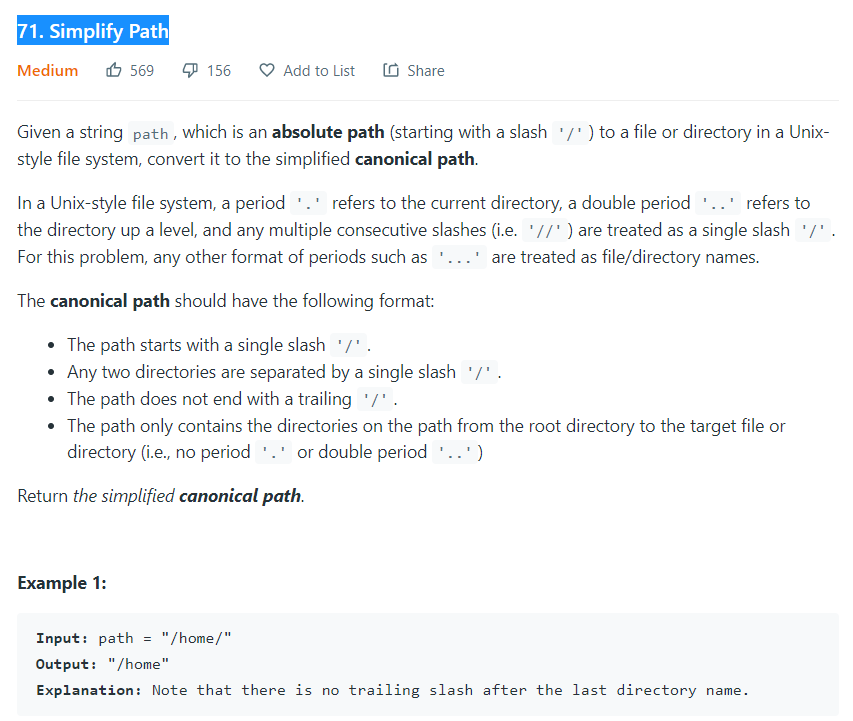 71. Simplify Path
Medium 569 156 Add to List Share
Given a string path, which is an absolute path (starting with a slash '/') to a file or directory in a Unix-
style file system, convert it to the simplified canonical path.
In a Unix-style file system, a period '.' refers to the current directory, a double period '..' refers to
the directory up a level, and any multiple consecutive slashes (i.e. '//') are treated as a single slash '/'.
For this problem, any other format of periods such as '...' are treated as file/directory names.
The canonical path should have the following format:
• The path starts with a single slash '/'.
• Any two directories are separated by a single slash '/'.
• The path does not end with a trailing '/'.
• The path only contains the directories on the path from the root directory to the target file or
directory (i.e., no period '.' or double period '..')
Return the simplified canonical path.
Example 1:
Input: path = "/home/"
Output: "/home"
Explanation: Note that there is no trailing slash after the last directory name.